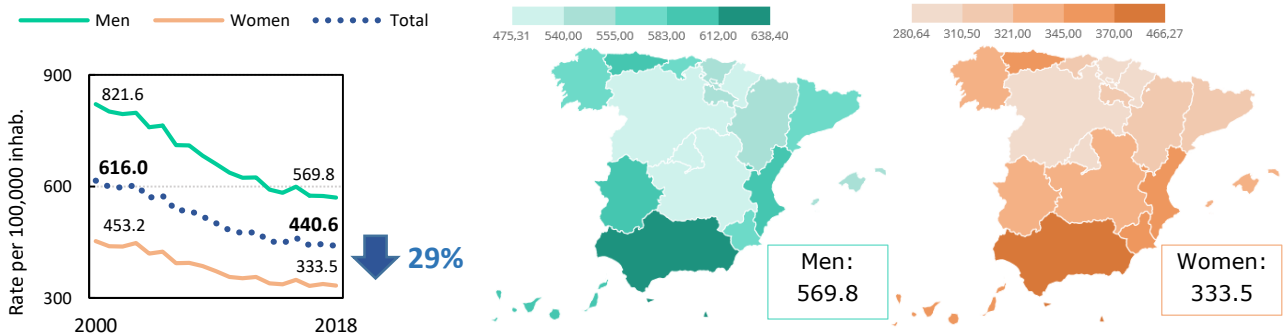 Men Women Total
Rate per 100,000 inhab.
900
600
300
821.6
616.0
453.2
569.8
440.6
333.5
2000 2018
29%
475,31 540,00 555,00 583,00 612,00 638,40
Men:
569.8
280,64 310,50 321,00 345,00 370,00 466,27
Women:
333.5